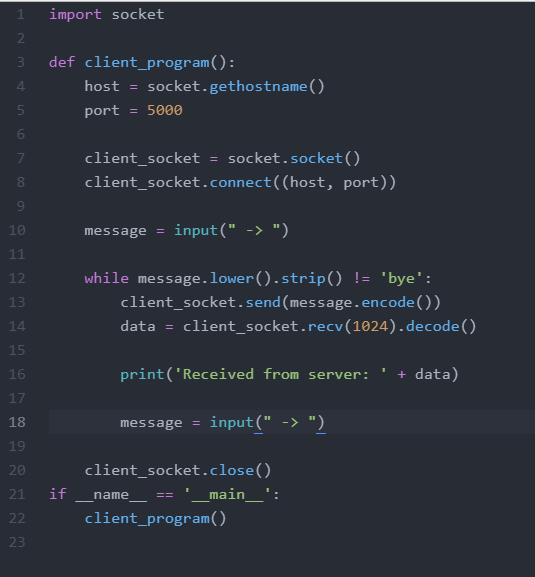 1 import socket
2
3 def client_program():
4     host = socket.gethostname()
5     port = 5000
6
7     client_socket = socket.socket()
8     client_socket.connect((host, port))
9
10     message = input(" -> ")
11
12     while message.lower().strip() != 'bye':
13         client_socket.send(message.encode())
14         data = client_socket.recv(1024).decode()
15
16         print('Received from server: ' + data)
17
18         message = input(" -> ")
19
20     client_socket.close()
21 if __name__ == '__main__':
22     client_program()
23